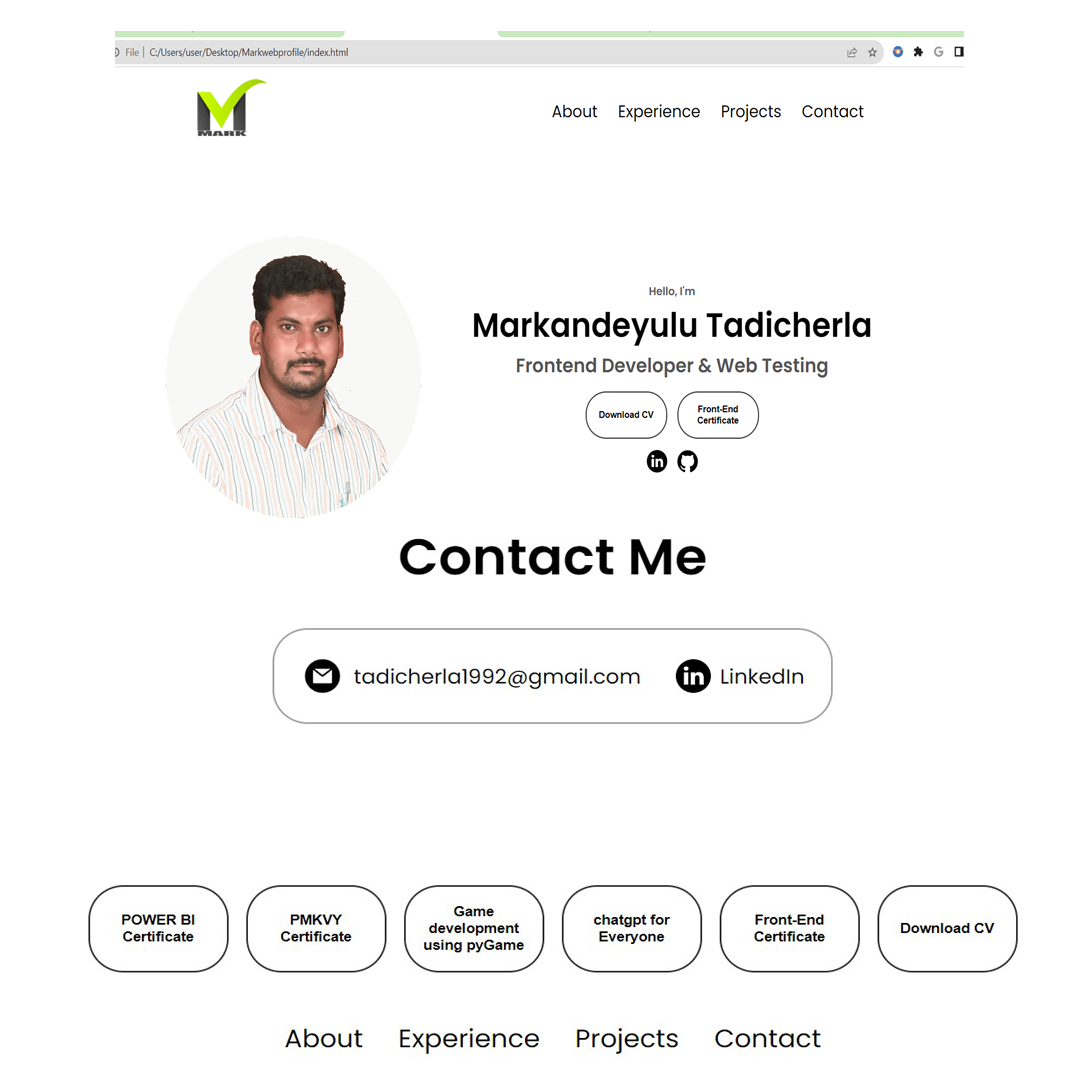 File | C:/Users/user/Desktop/Markwebprofile/index.html
MARK
About Experience Projects Contact
Hello, I'm
Markandeyulu Tadicherla
Frontend Developer & Web Testing
Download CV
Front-End
Certificate
Contact Me
tadicherla1992@gmail.com
LinkedIn
POWER BI
Certificate
PMKVY
Certificate
Game
development
using pyGame
chatgpt for
Everyone
Front-End
Certificate
Download CV
About Experience Projects Contact